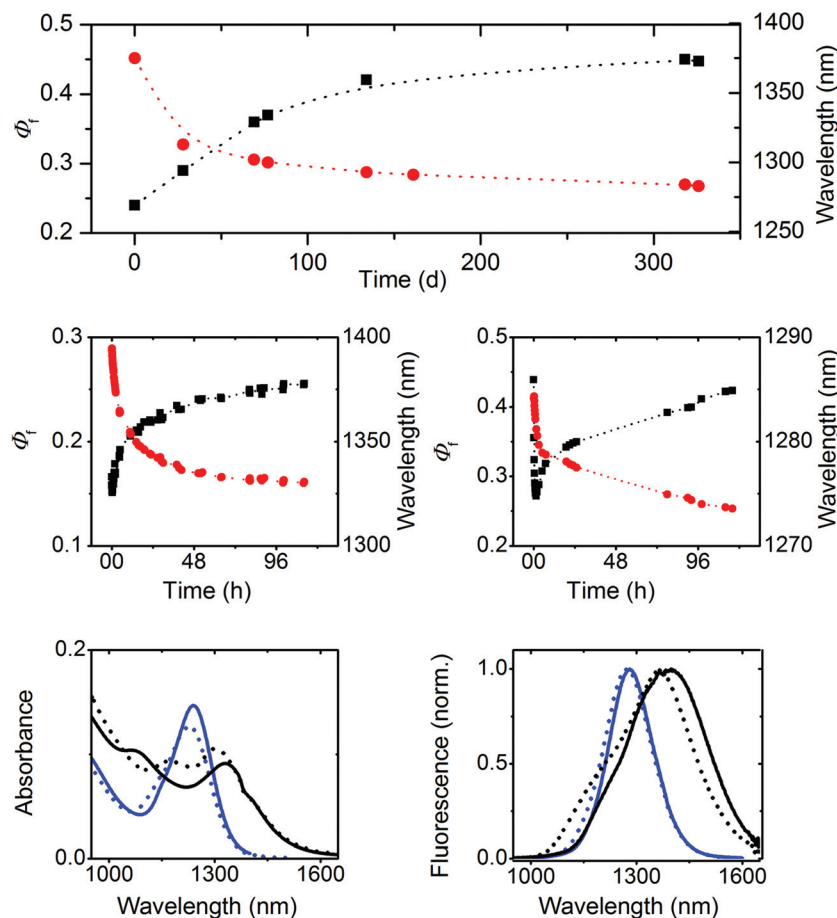 0.5
0.4
0.3
0.2
Φf
1400
1350
1300
1250
Wavelength (nm)
0 100 200 300
Time (d)
0.3
0.2
0.1
Φf
1400
1350
1300
Wavelength (nm)
00 48 96
Time (h)
0.5
0.4
0.3
0.2
Φf
1290
1280
1270
Wavelength (nm)
00 48 96
Time (h)
0.2
0.0
Absorbance
1000 1300 1600
Wavelength (nm)
1.0
0.5
0.0
Fluorescence (norm.)
1000 1300 1600
Wavelength (nm)